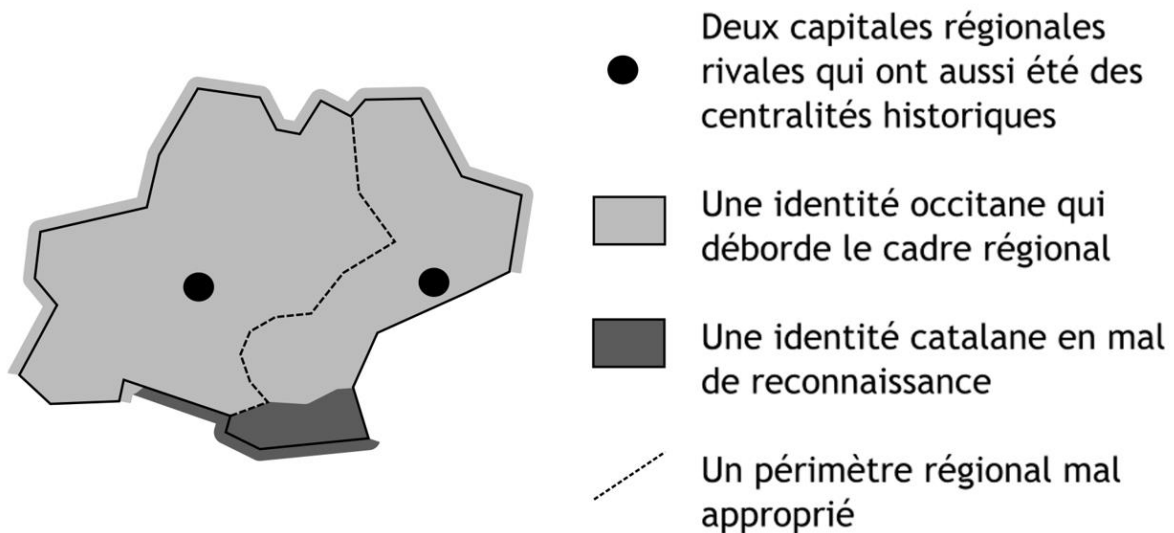 Deux capitales régionales
rivales qui ont aussi été des
centralités historiques
Une identité occitane qui
déborde le cadre régional
Une identité catalane en mal
de reconnaissance
Un périmètre régional mal
approprié